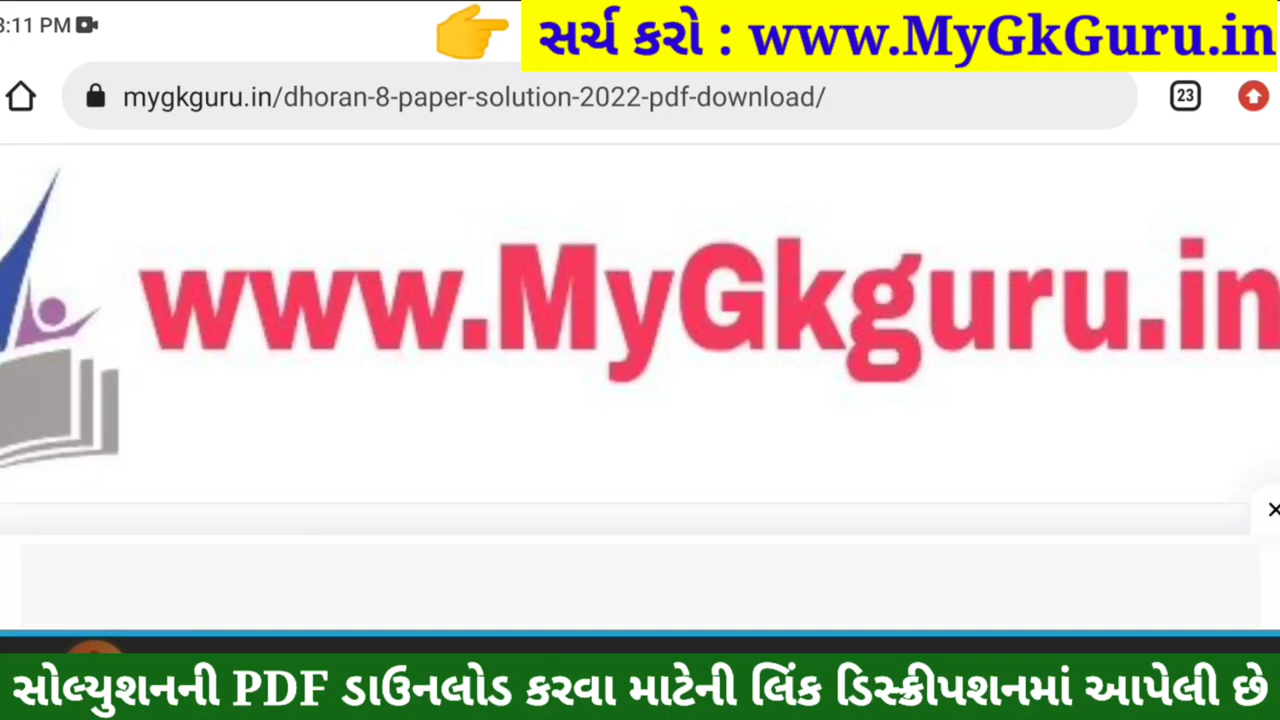 3:11 PM
સર્ચ કરો : www.MyGkGuru.in
mygkguru.in/dhoran-8-paper-solution-2022-pdf-download/
23
www.MyGkguru.in
સોલ્યુશનની PDF ડાઉનલોડ કરવા માટેની લિંક ડિસ્ક્રીપશનમાં આપેલી છે